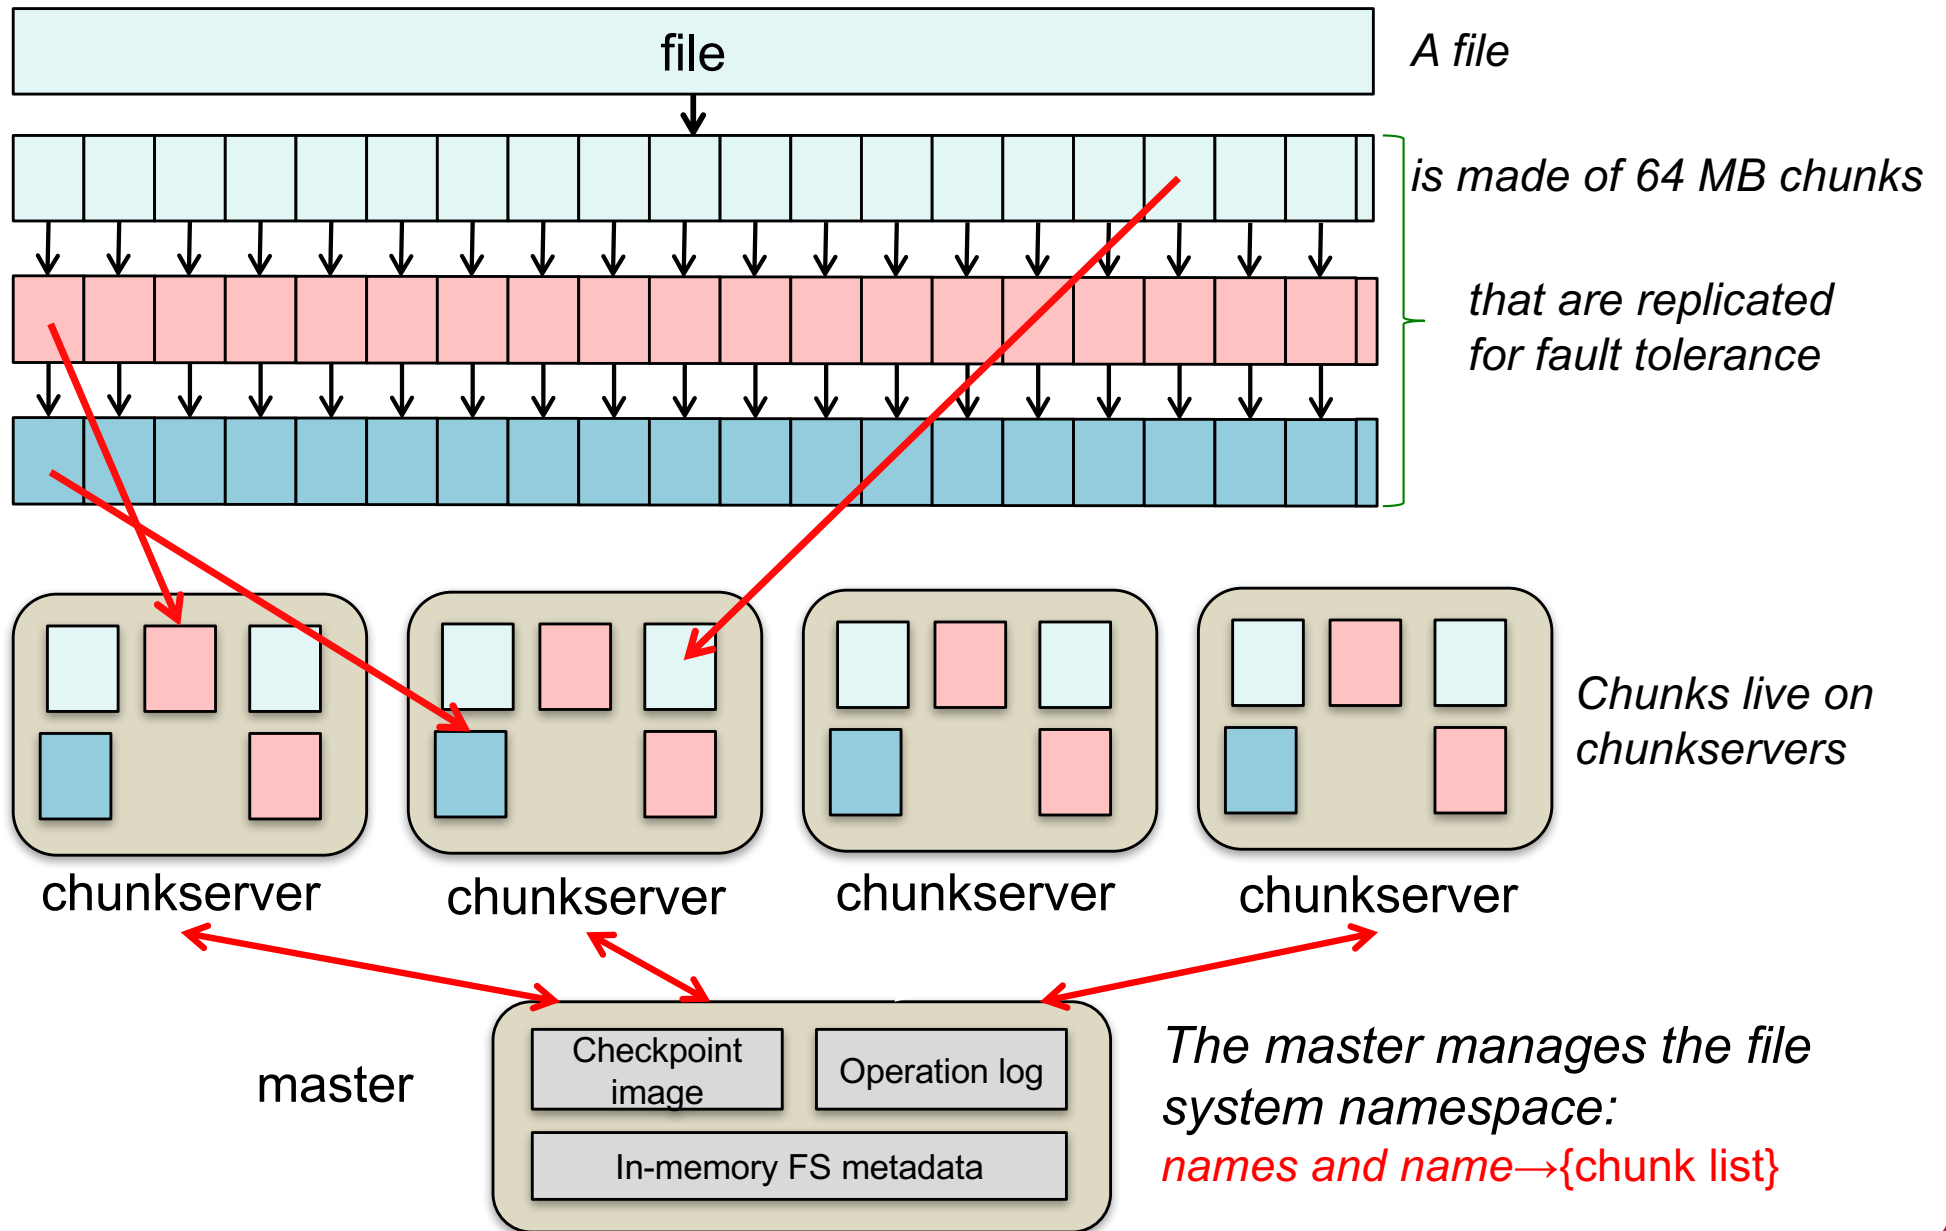 file
A file
is made of 64 MB chunks
that are replicated
for fault tolerance
Chunks live on
chunkservers
chunkserver
chunkserver
chunkserver
chunkserver
master
Checkpoint
image
Operation log
In-memory FS metadata
The master manages the file
system namespace:
names and name→{chunk list}